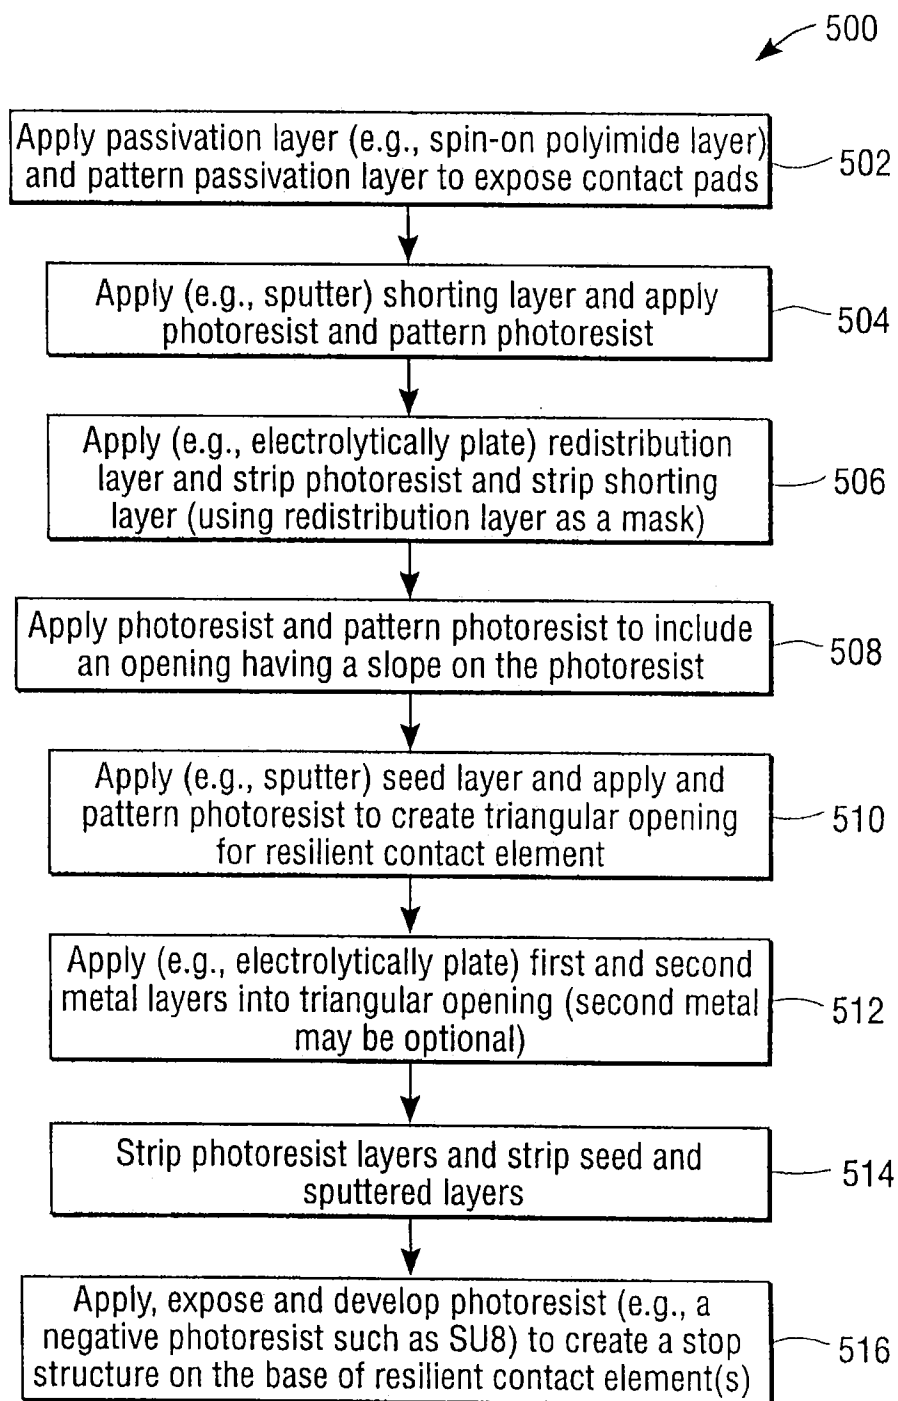 500
Apply passivation layer (e.g., spin-on polyimide layer)
and pattern passivation layer to expose contact pads
502
Apply (e.g., sputter) shorting layer and apply
photoresist and pattern photoresist
504
Apply (e.g., electrolytically plate) redistribution
layer and strip photoresist and strip shorting
layer (using redistribution layer as a mask)
506
Apply photoresist and pattern photoresist to include
an opening having a slope on the photoresist
508
Apply (e.g., sputter) seed layer and apply and
pattern photoresist to create triangular opening
for resilient contact element
510
Apply (e.g., electrolytically plate) first and second
metal layers into triangular opening (second metal
may be optional)
512
Strip photoresist layers and strip seed and
sputtered layers
514
Apply, expose and develop photoresist (e.g., a
negative photoresist such as SU8) to create a stop
structure on the base of resilient contact element(s)
516